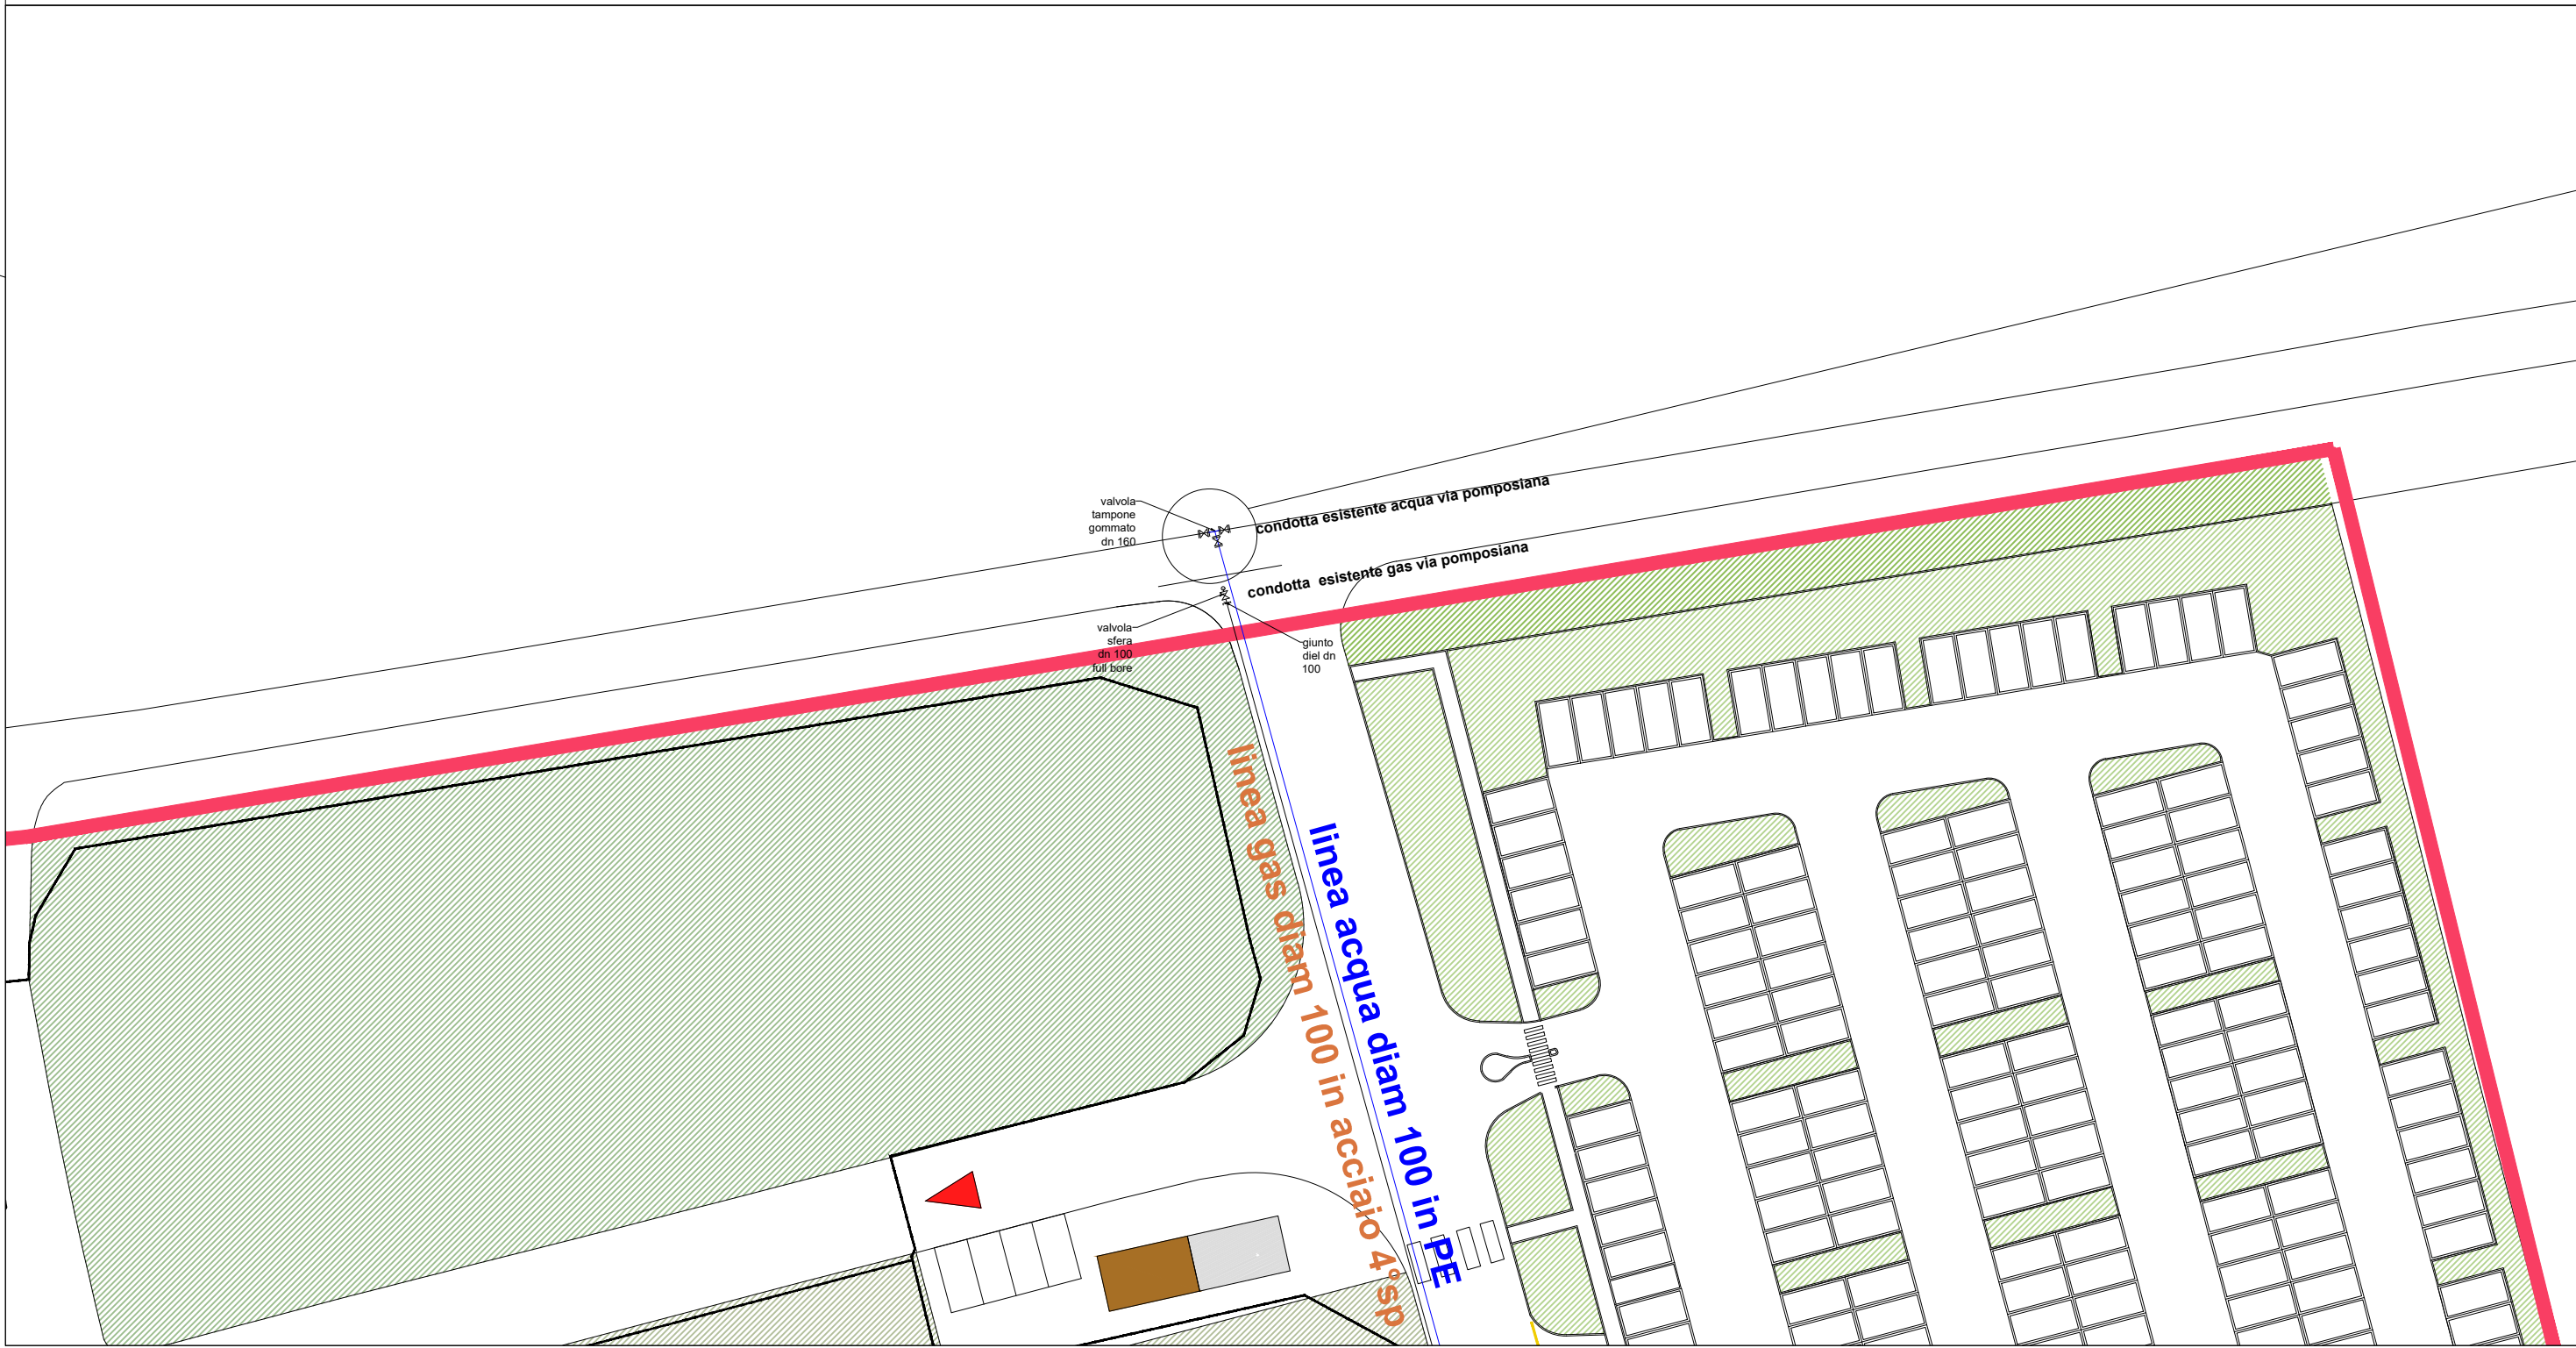 valvola
tampone
gommato
dn 160
condotta esistente acqua via pomposiana
condotta esistente gas via pomposiana
valvola
sfera
dn 100
full bore
giunto
diel dn
100
linea gas diam 100 in acciaio 4°sp
linea acqua diam 100 in PE